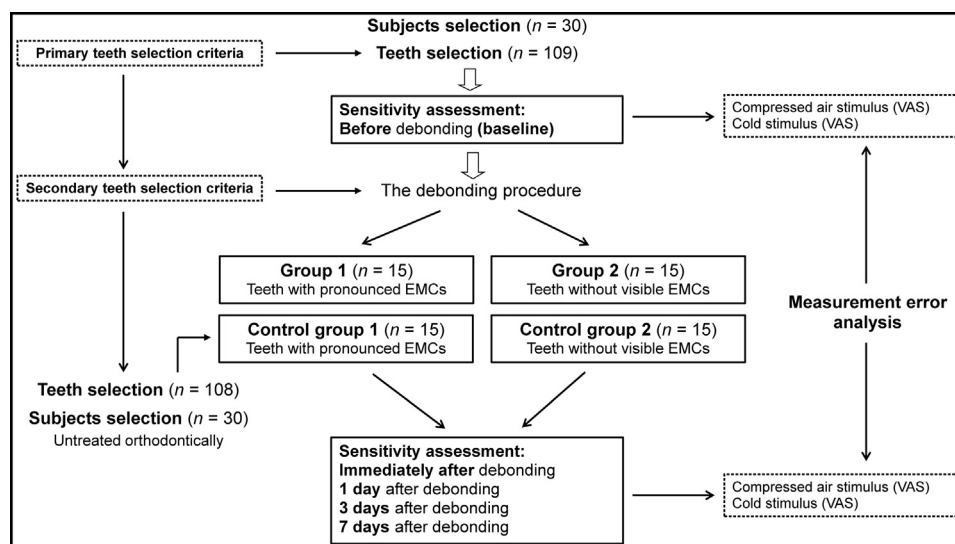 Subjects selection (n = 30)
Primary teeth selection criteria
Teeth selection (n = 109)
Sensitivity assessment:
Before debonding (baseline)
Compressed air stimulus (VAS)
Cold stimulus (VAS)
Secondary teeth selection criteria
The debonding procedure
Group 1 (n = 15)
Teeth with pronounced EMCs
Group 2 (n = 15)
Teeth without visible EMCs
Control group 1 (n = 15)
Teeth with pronounced EMCs
Control group 2 (n = 15)
Teeth without visible EMCs
Measurement error
analysis
Teeth selection (n = 108)
Subjects selection (n = 30)
Untreated orthodontically
Sensitivity assessment:
Immediately after debonding
1 day after debonding
3 days after debonding
7 days after debonding
Compressed air stimulus (VAS)
Cold stimulus (VAS)